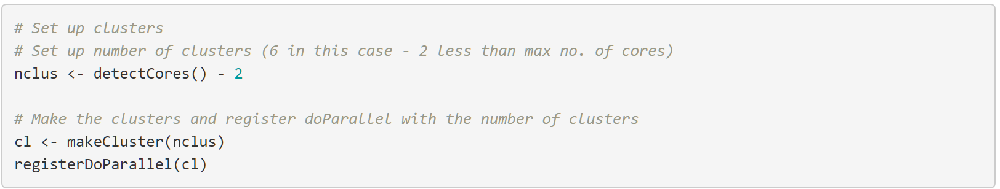 # Set up clusters
# Set up number of clusters (6 in this case - 2 less than max no. of cores)
nclus <- detectCores() - 2
# Make the clusters and register doParallel with the number of clusters
cl <- makeCluster(nclus)
registerDoParallel(cl)